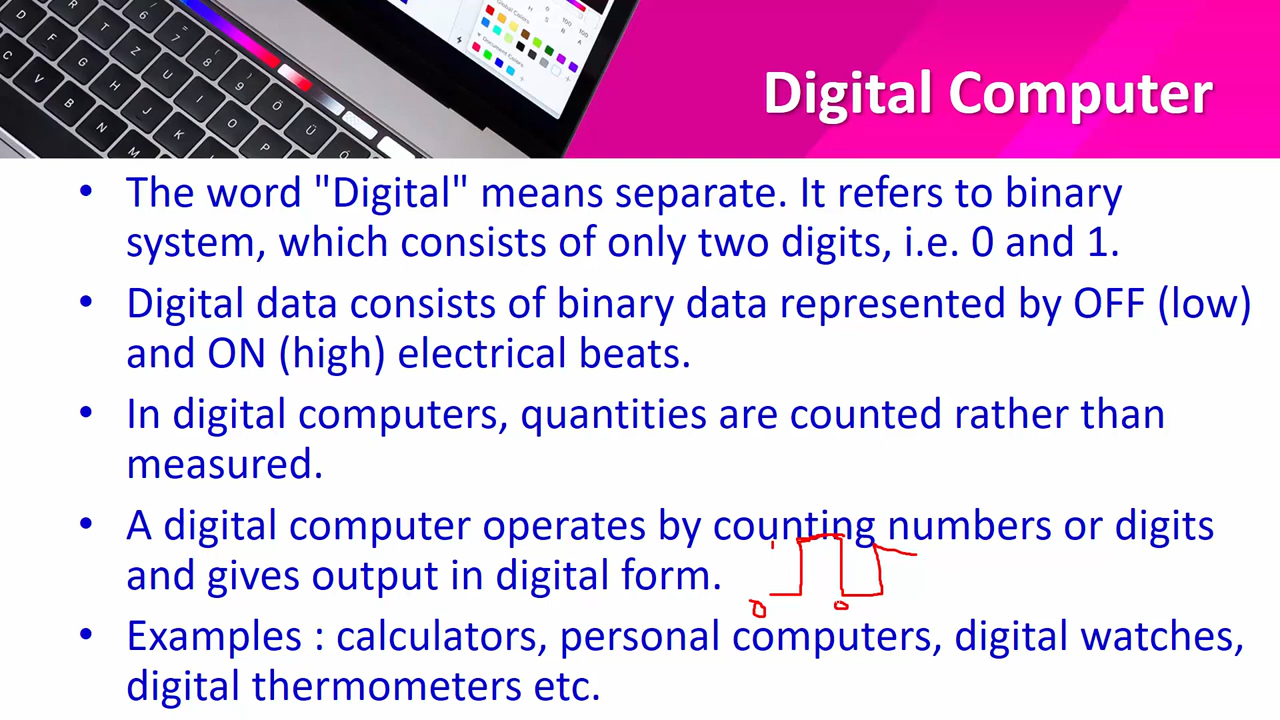 Digital Computer
• The word "Digital" means separate. It refers to binary
system, which consists of only two digits, i.e. 0 and 1.
• Digital data consists of binary data represented by OFF (low)
and ON (high) electrical beats.
• In digital computers, quantities are counted rather than
measured.
• A digital computer operates by counting numbers or digits
and gives output in digital form.
0 0
• Examples : calculators, personal computers, digital watches,
digital thermometers etc.